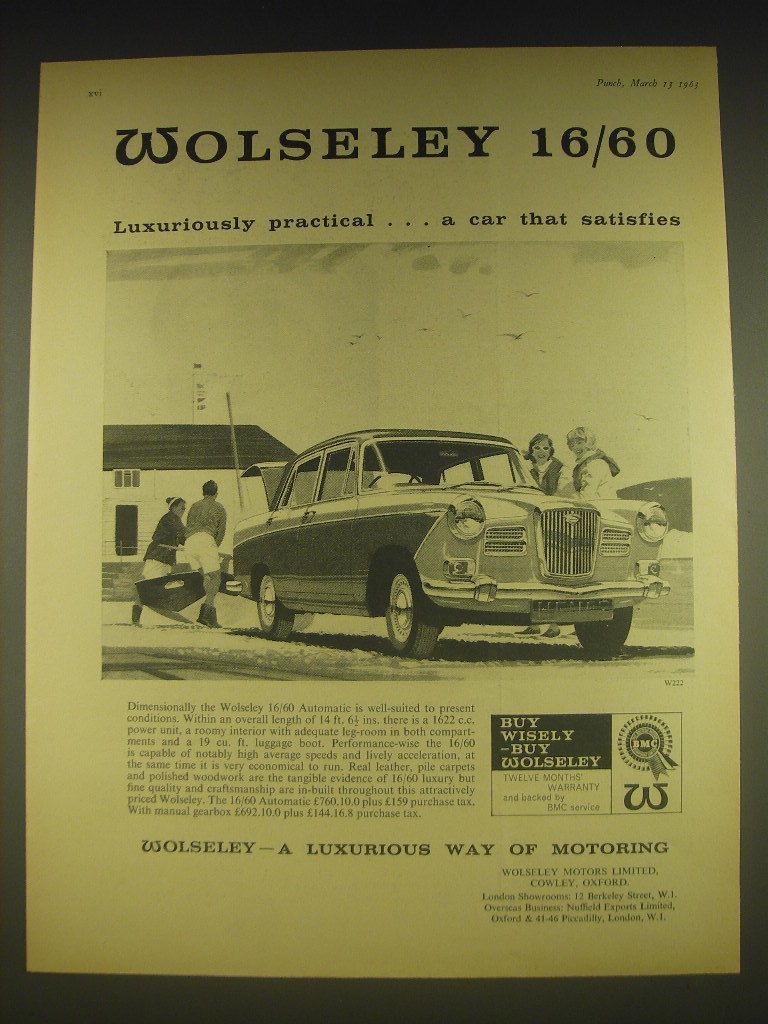 xvi
Punch, March 13 1963
WOLSELEY 16/60
Luxuriously practical . . . a car that satisfies
W222
Dimensionally the Wolseley 16/60 Automatic is well-suited to present
conditions. Within an overall length of 14 ft. 6½ ins. there is a 1622 c.c.
power unit, a roomy interior with adequate leg-room in both compart-
ments and a 19 cu. ft. luggage boot. Performance-wise the 16/60
is capable of notably high average speeds and lively acceleration, at
the same time it is very economical to run. Real leather, pile carpets
and polished woodwork are the tangible evidence of 16/60 luxury but
fine quality and craftsmanship are in-built throughout this attractively
priced Wolseley. The 16/60 Automatic £760.10.0 plus £159 purchase tax.
With manual gearbox £692.10.0 plus £144.16.8 purchase tax.
BUY
WISELY
-BUY
WOLSELEY
TWELVE MONTHS'
WARRANTY
and backed by
BMC service
BMC
W
WOLSELEY—A LUXURIOUS WAY OF MOTORING
WOLSELEY MOTORS LIMITED,
COWLEY, OXFORD.
London Showrooms: 12 Berkeley Street, W.1.
Overseas Business: Nuffield Exports Limited,
Oxford & 41-46 Piccadilly, London, W.1.